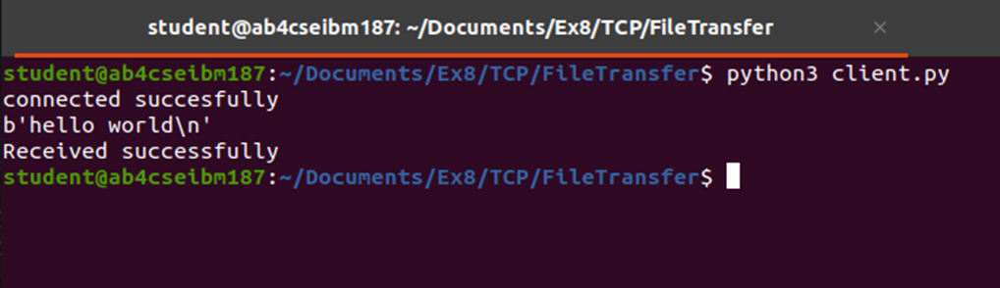 student@ab4cseibm187: ~/Documents/Ex8/TCP/FileTransfer
student@ab4cseibm187:~/Documents/Ex8/TCP/FileTransfer$ python3 client.py
connected succesfully
b'hello world\n'
Received successfully
student@ab4cseibm187:~/Documents/Ex8/TCP/FileTransfer$